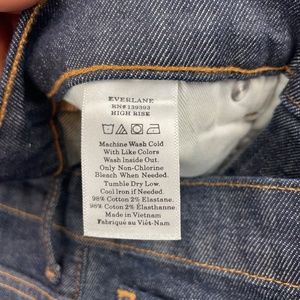 EVERLANE
RN# 139393
HIGH RISE
Machine Wash Cold
With Like Colors
Wash Inside Out.
Only Non-Chlorine
Bleach When Needed.
Tumble Dry Low.
Cool Iron if Needed.
98% Cotton 2% Elastane.
98% Coton 2% Élasthanne.
Made in Vietnam
Fabriqué au Viêt-Nam